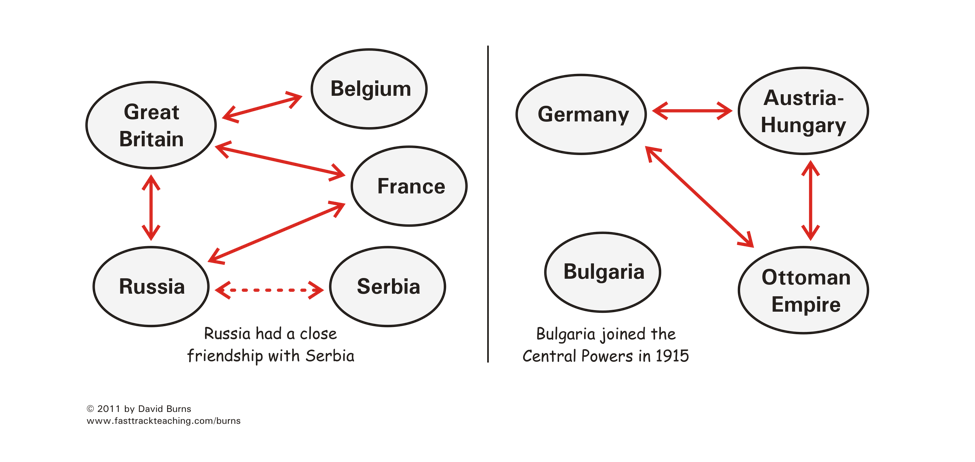 Great
Britain
Belgium
France
Russia
Serbia
Russia had a close
friendship with Serbia
Germany
Austria-
Hungary
Bulgaria
Ottoman
Empire
Bulgaria joined the
Central Powers in 1915
© 2011 by David Burns
www.fasttrackteaching.com/burns